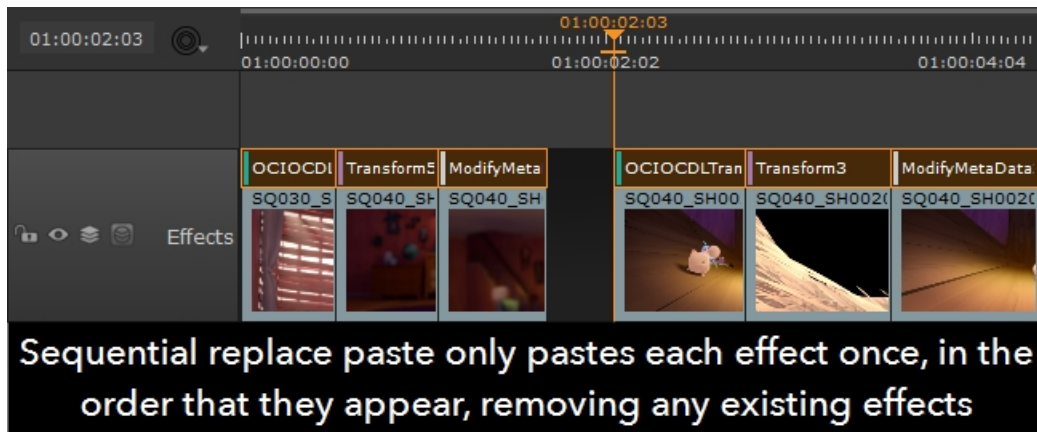 01:00:02:03
01:00:02:03
01:00:00:00 01:00:02:02 01:00:04:04
OCIOCDL Transform5 ModifyMeta OCIOCDLTran Transform3 ModifyMetaData
SQ030_S SQ040_SH SQ040_SH SQ040_SH00 SQ040_SH002( SQ040_SH0020
Effects
Sequential replace paste only pastes each effect once, in the
order that they appear, removing any existing effects